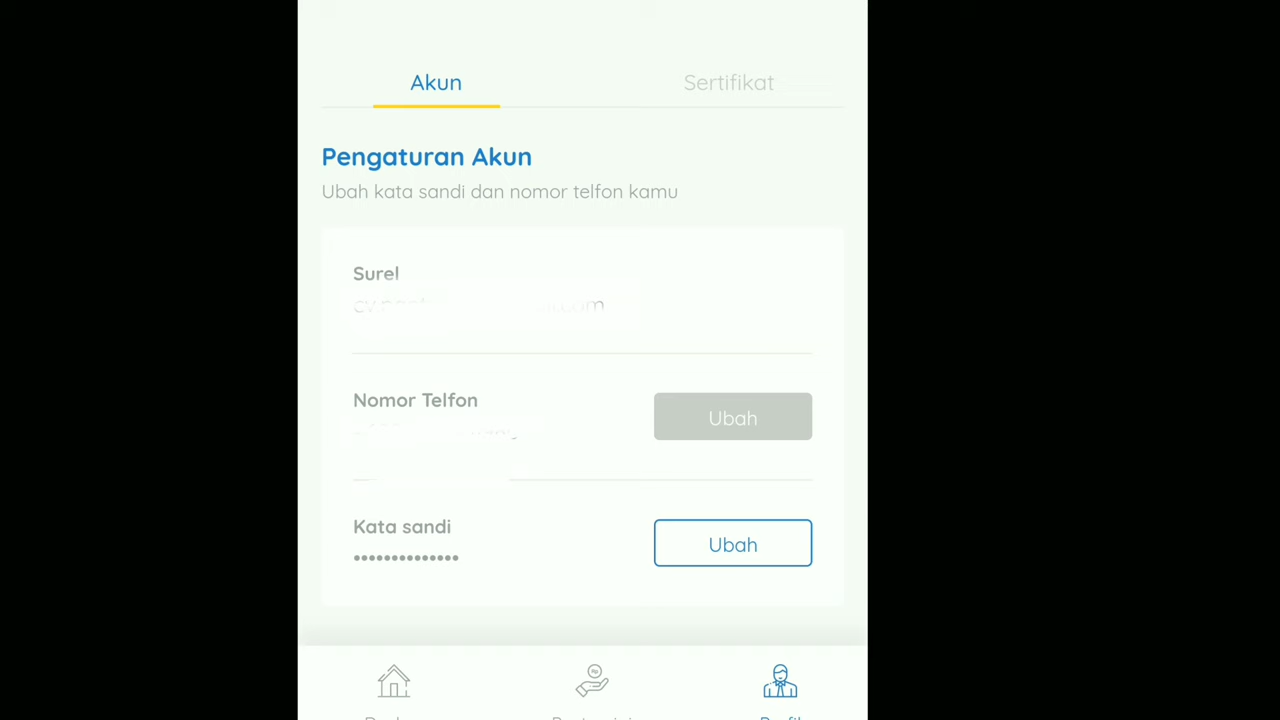 Akun
Sertifikat
Pengaturan Akun
Ubah kata sandi dan nomor telfon kamu
Surel
Nomor Telfon
Ubah
Kata sandi
••••••••••••••
Ubah